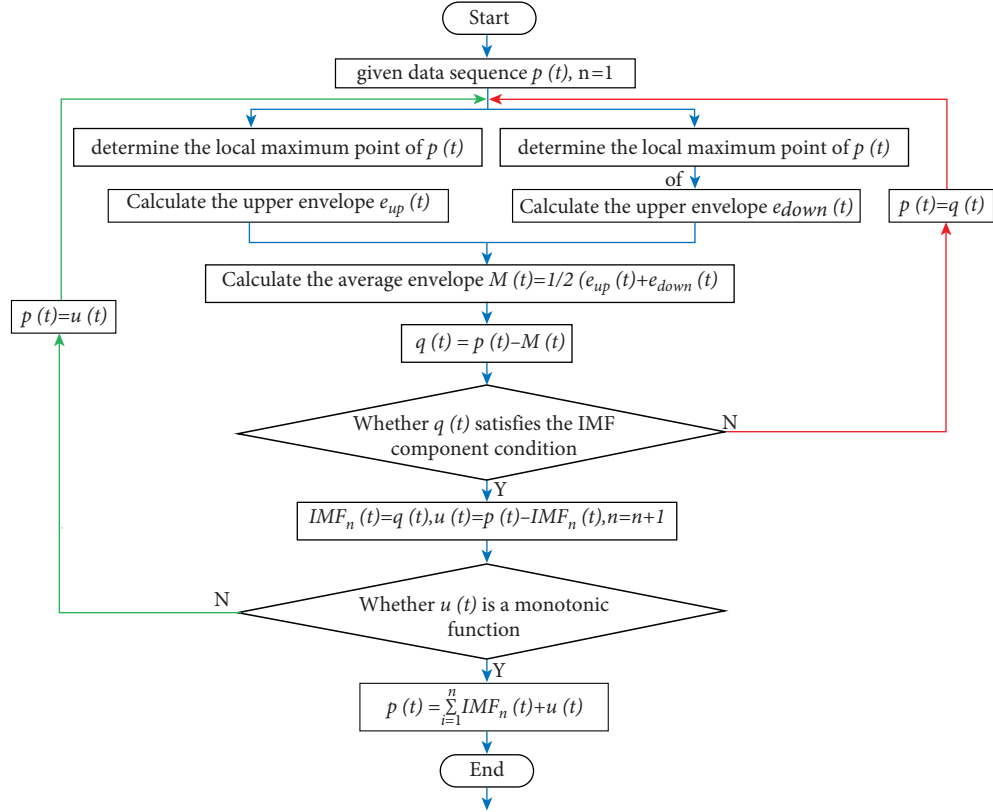 Start
given data sequence p (t), n=1
determine the local maximum point of p (t)
determine the local maximum point of p (t)
of
Calculate the upper envelope e_up (t)
Calculate the upper envelope e_down (t)
p (t)=q (t)
Calculate the average envelope M (t)=1/2 (e_up (t)+e_down (t)
p (t)=u (t)
q (t) = p (t)–M (t)
Whether q (t) satisfies the IMF
component condition
N
Y
IMF_n (t)=q (t),u (t)=p (t)–IMF_n (t),n=n+1
N
Whether u (t) is a monotonic
function
Y
p (t) = ∑_{i=1}^{n} IMF_n (t)+u (t)
End